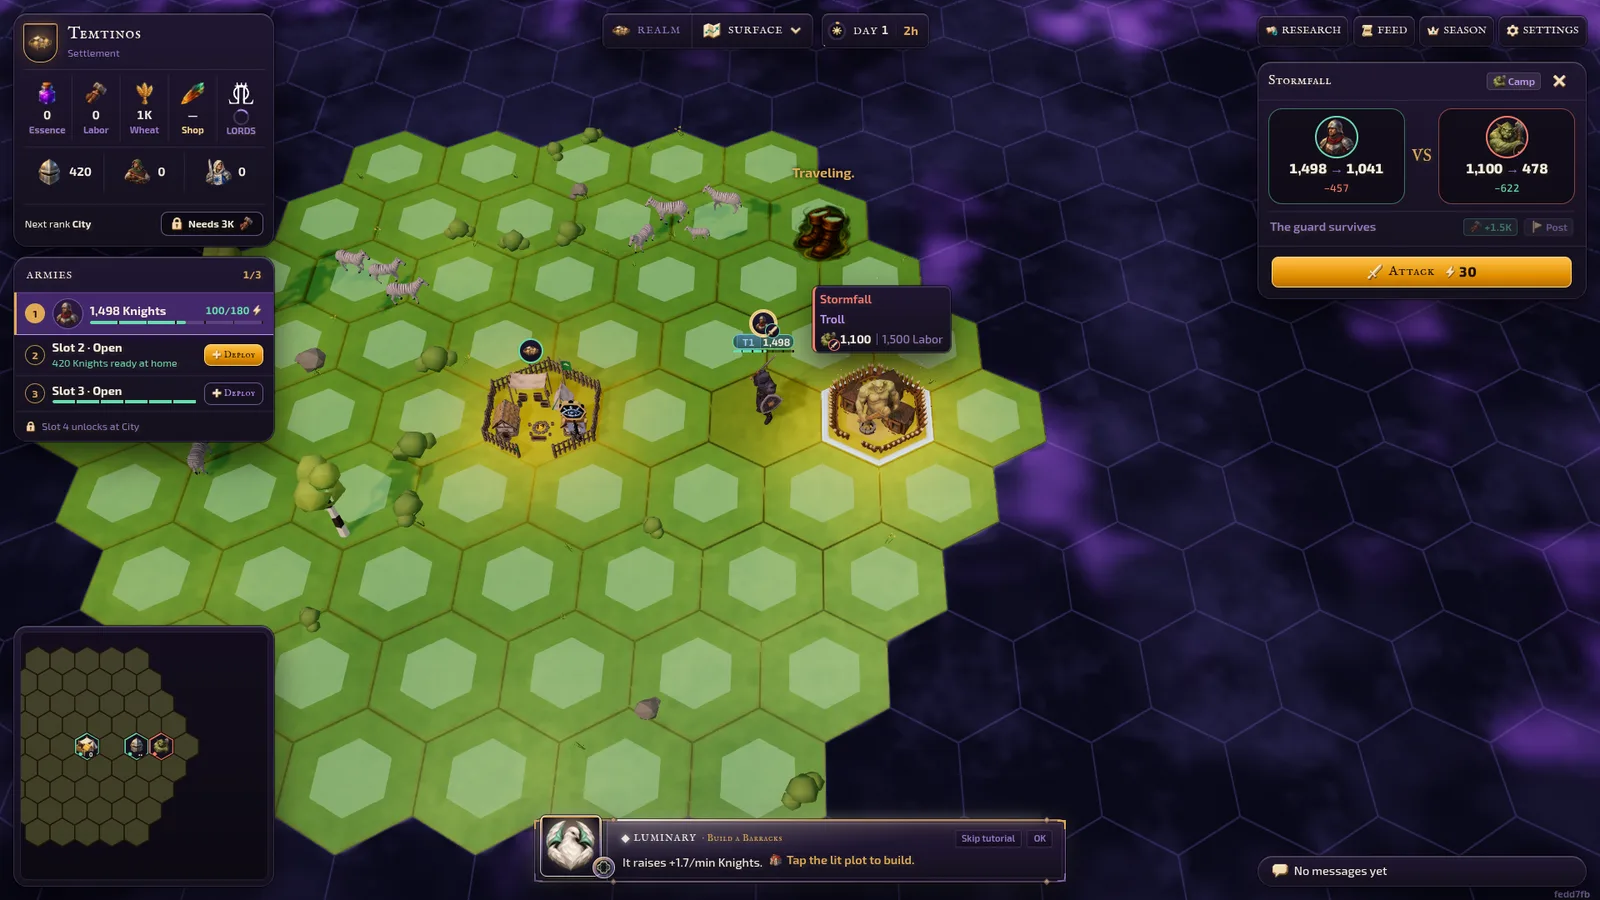 Temtinos
Settlement
0
Essence
0
Labor
1K
Wheat
–
Shop
LORDS
420
0
0
Next rank City
Needs 3K
ARMIES
1/3
1
1,498 Knights
100/180
2
Slot 2 · Open
420 Knights ready at home
+ Deploy
3
Slot 3 · Open
+ Deploy
Slot 4 unlocks at City
REALM
SURFACE
DAY 1
2h
RESEARCH
FEED
SEASON
SETTINGS
Stormfall
Camp
1,498 → 1,041
−457
VS
1,100 → 478
−622
The guard survives
+1.5K
Post
Attack
30
Traveling.
Stormfall
Troll
1,100 | 1,500 Labor
T1 1,498
LUMINARY · Build a Barracks
Skip tutorial
OK
It raises +1.7/min Knights. Tap the lit plot to build.
No messages yet
fedd7fb